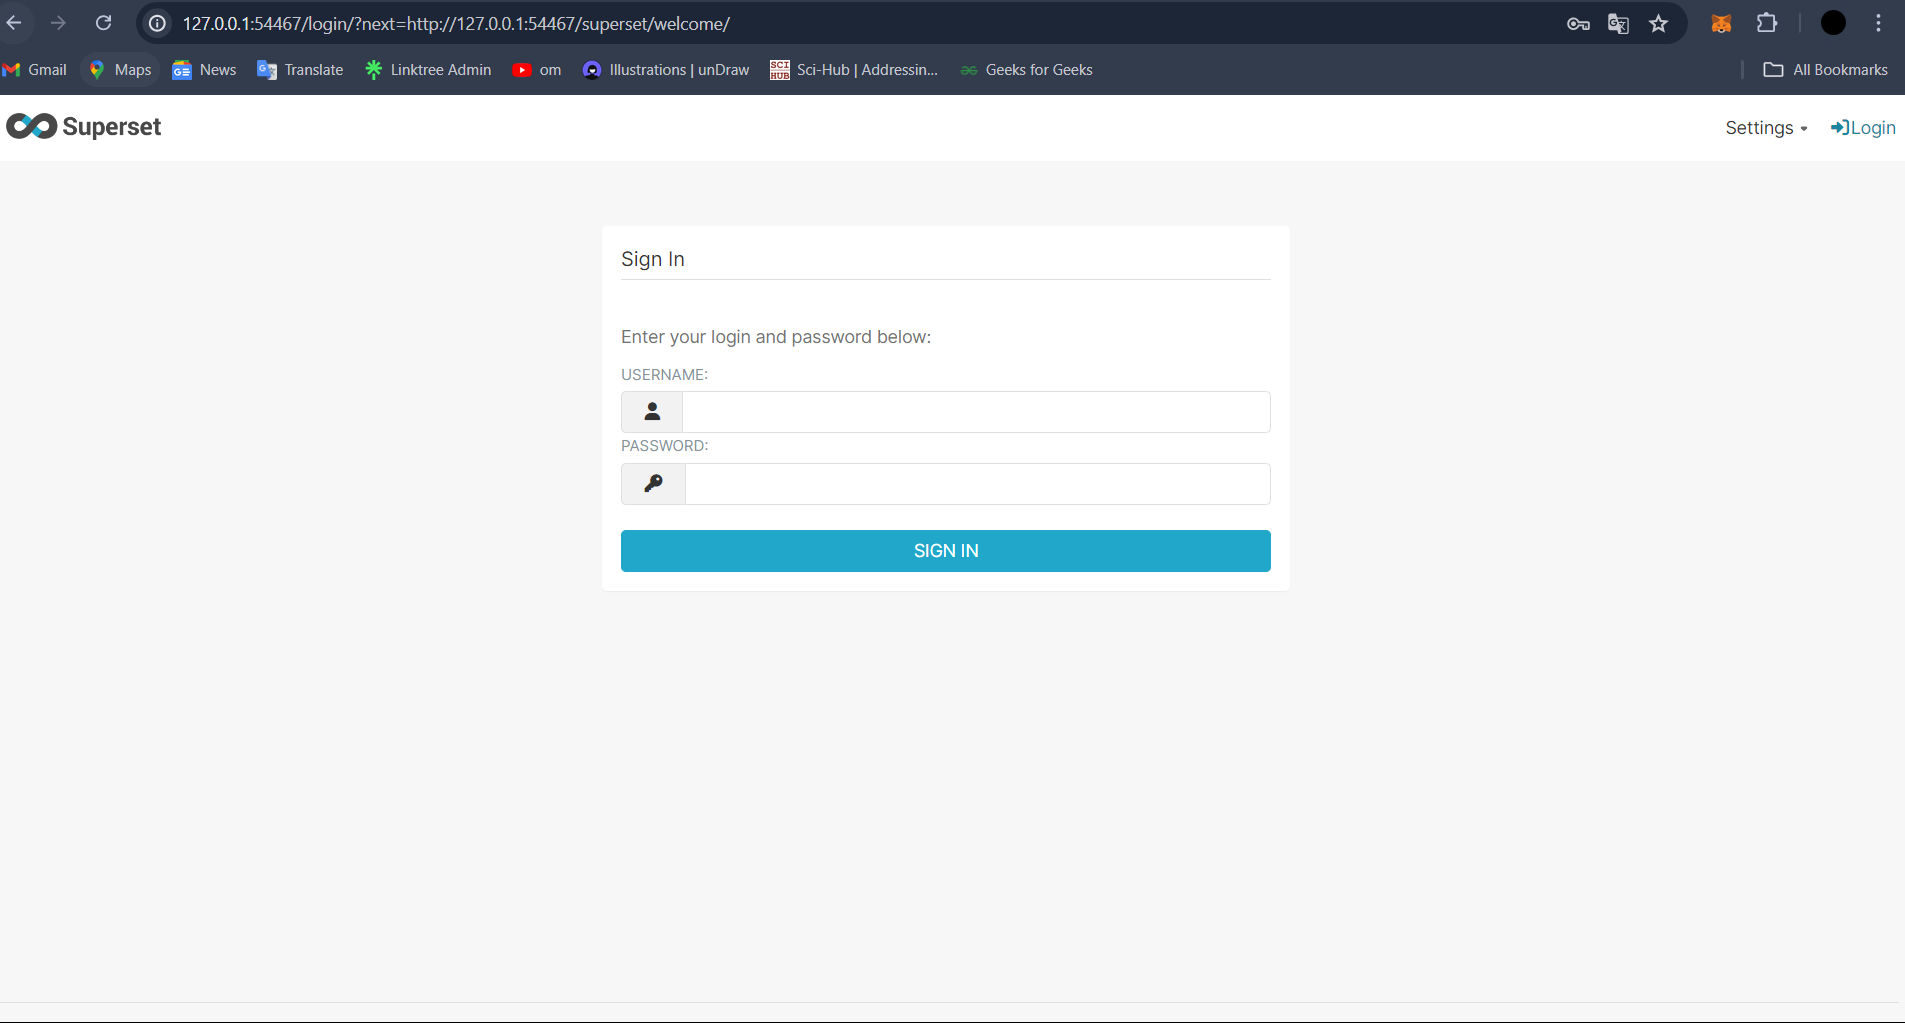 127.0.0.1:54467/login/?next=http://127.0.0.1:54467/superset/welcome/
Gmail Maps News Translate Linktree Admin om Illustrations | unDraw Sci-Hub | Addressin... Geeks for Geeks All Bookmarks
Superset Settings Login
Sign In
Enter your login and password below:
USERNAME:
PASSWORD:
SIGN IN